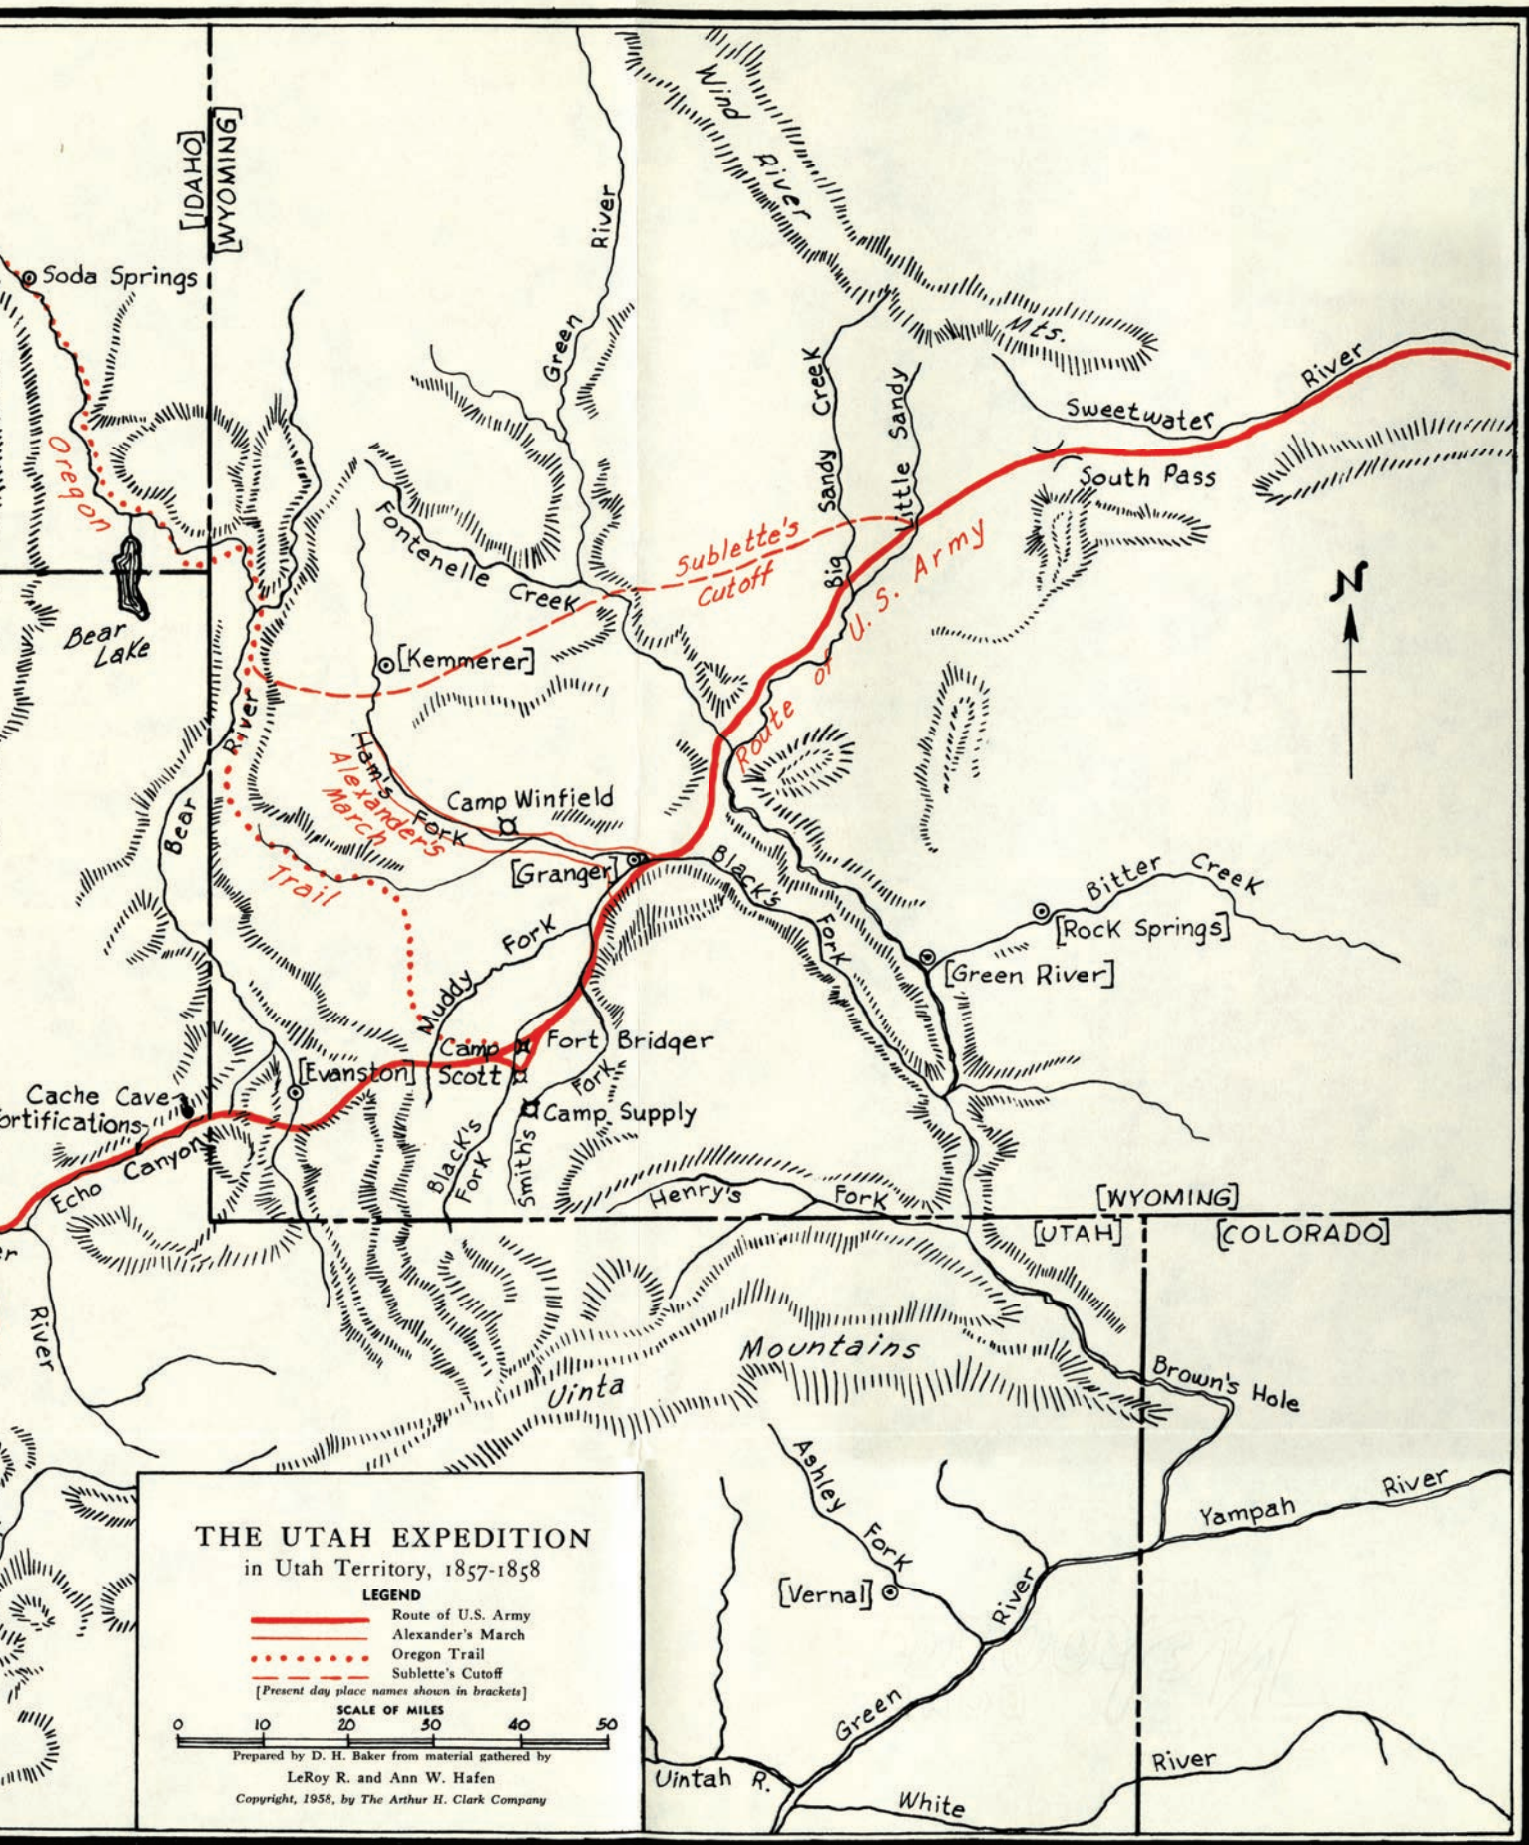 [IDAHO]
[WYOMING]
Wind
River
Mts.
River
Green
Soda Springs
Oregon
Bear
Lake
Fontenelle
Creek
Sublette's
Cutoff
Big
Sandy
Creek
Little Sandy
Sweetwater
River
South Pass
Route of U.S. Army
N
[Kemmerer]
River
Bear
Ham's
Fork
Alexander's
March
Camp Winfield
[Granger]
Trail
Black's
Fork
Bitter Creek
[Rock Springs]
[Green River]
Muddy
Fork
Camp
Scott
Fort Bridger
[Evanston]
Fork
Smith's
Camp Supply
Black's
Fork
Cache Cave
ortifications
Echo Canyon
er
River
Henry's
Fork
[WYOMING]
[UTAH]
[COLORADO]
Uinta
Mountains
Brown's Hole
Ashley
Fork
[Vernal]
River
Green
Yampah
River
Uintah R.
White
River
THE UTAH EXPEDITION
in Utah Territory, 1857-1858
LEGEND
Route of U.S. Army
Alexander's March
Oregon Trail
Sublette's Cutoff
[Present day place names shown in brackets]
SCALE OF MILES
0 10 20 30 40 50
Prepared by D. H. Baker from material gathered by
LeRoy R. and Ann W. Hafen
Copyright, 1958, by The Arthur H. Clark Company